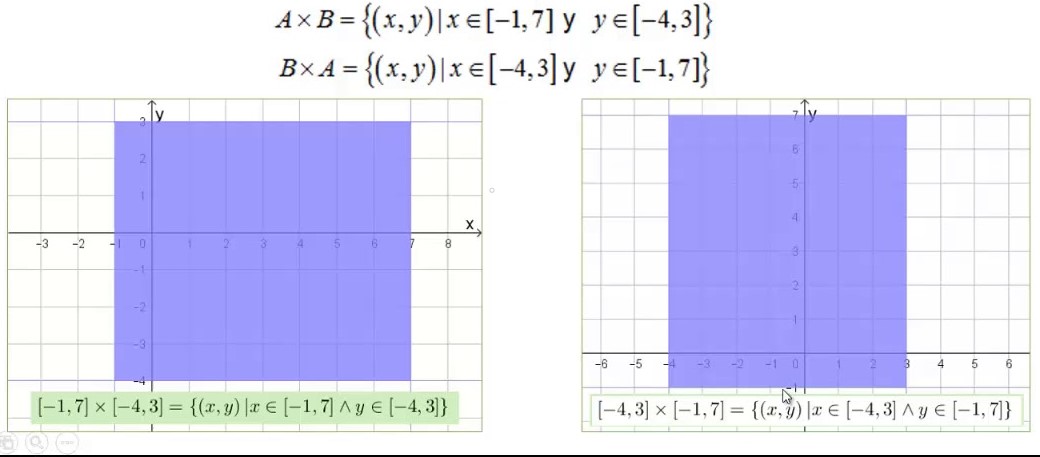 A × B = {(x, y) | x ∈ [−1, 7] y y ∈ [−4, 3]}
B × A = {(x, y) | x ∈ [−4, 3] y y ∈ [−1, 7]}
y
3
2
1
x
-3 -2 -1 0 1 2 3 4 5 6 7 8
-1
-2
-3
-4
[−1, 7] × [−4, 3] = {(x, y) | x ∈ [−1, 7] ∧ y ∈ [−4, 3]}
7 y
6
5
4
3
2
1
-6 -5 -4 -3 -2 -1 0 1 2 3 4 5 6
-1
[−4, 3] × [−1, 7] = {(x, y) | x ∈ [−4, 3] ∧ y ∈ [−1, 7]}